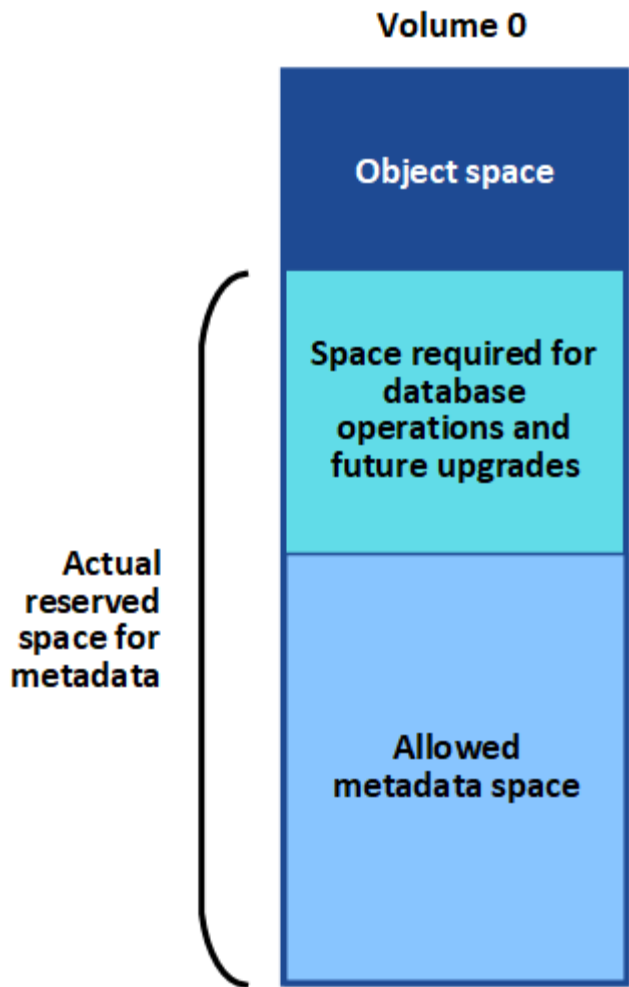 Volume 0
Object space
Space required for
database
operations and
future upgrades
Actual
reserved
space for
metadata
Allowed
metadata space